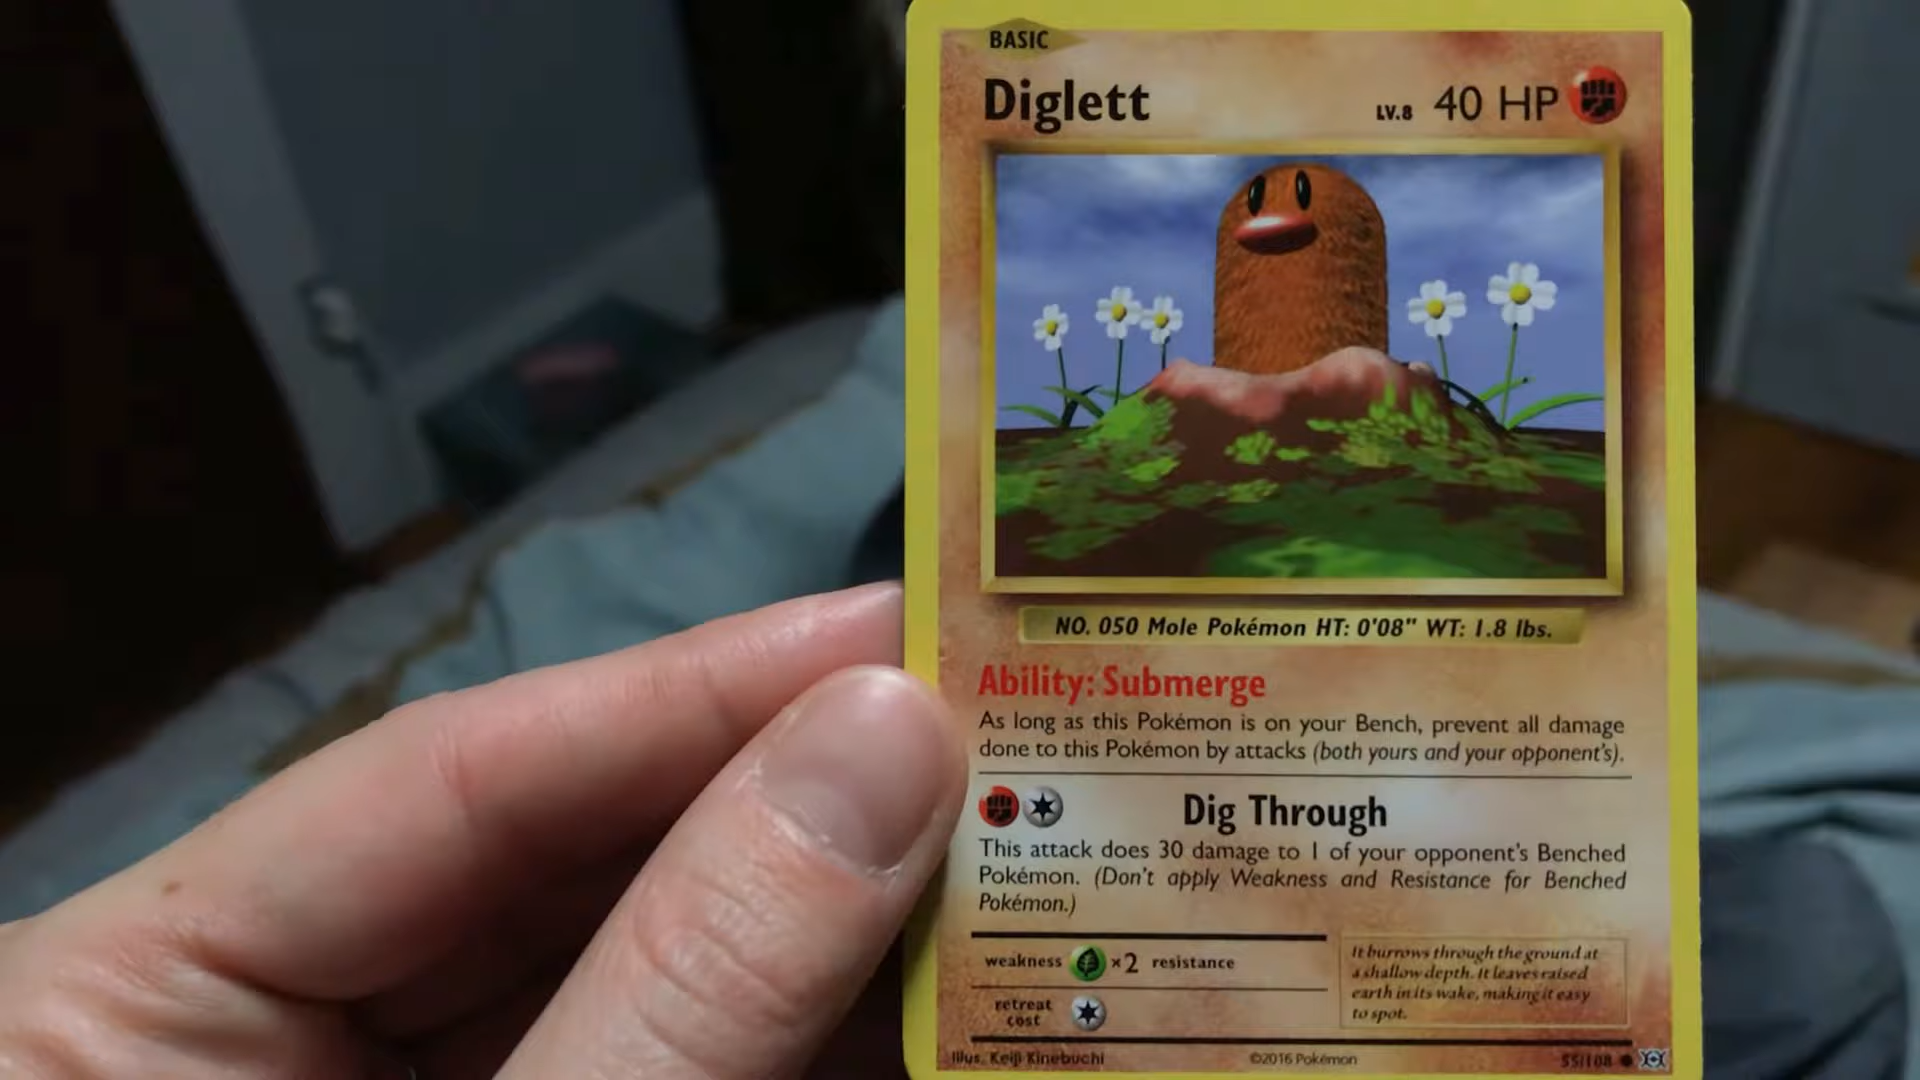 BASIC
Diglett LV.8 40 HP
NO. 050 Mole Pokémon HT: 0'08" WT: 1.8 lbs.
Ability: Submerge
As long as this Pokémon is on your Bench, prevent all damage
done to this Pokémon by attacks (both yours and your opponent's).
Dig Through
This attack does 30 damage to 1 of your opponent's Benched
Pokémon. (Don't apply Weakness and Resistance for Benched
Pokémon.)
weakness ×2 resistance
retreat
cost
It burrows through the ground at
a shallow depth. It leaves raised
earth in its wake, making it easy
to spot.
Illus. Keiji Kinebuchi ©2016 Pokémon 55/108